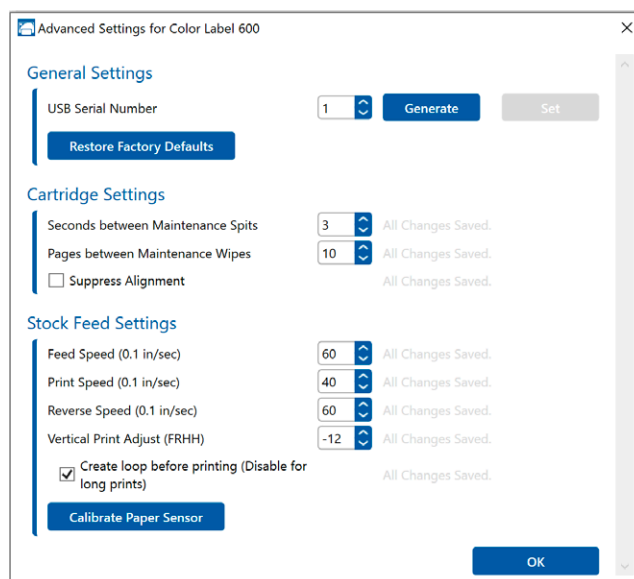 Advanced Settings for Color Label 600
General Settings
USB Serial Number 1 Generate Set
Restore Factory Defaults
Cartridge Settings
Seconds between Maintenance Spits 3 All Changes Saved.
Pages between Maintenance Wipes 10 All Changes Saved.
Suppress Alignment All Changes Saved.
Stock Feed Settings
Feed Speed (0.1 in/sec) 60 All Changes Saved.
Print Speed (0.1 in/sec) 40 All Changes Saved.
Reverse Speed (0.1 in/sec) 60 All Changes Saved.
Vertical Print Adjust (FRHH) -12 All Changes Saved.
Create loop before printing (Disable for
long prints) All Changes Saved.
Calibrate Paper Sensor
OK